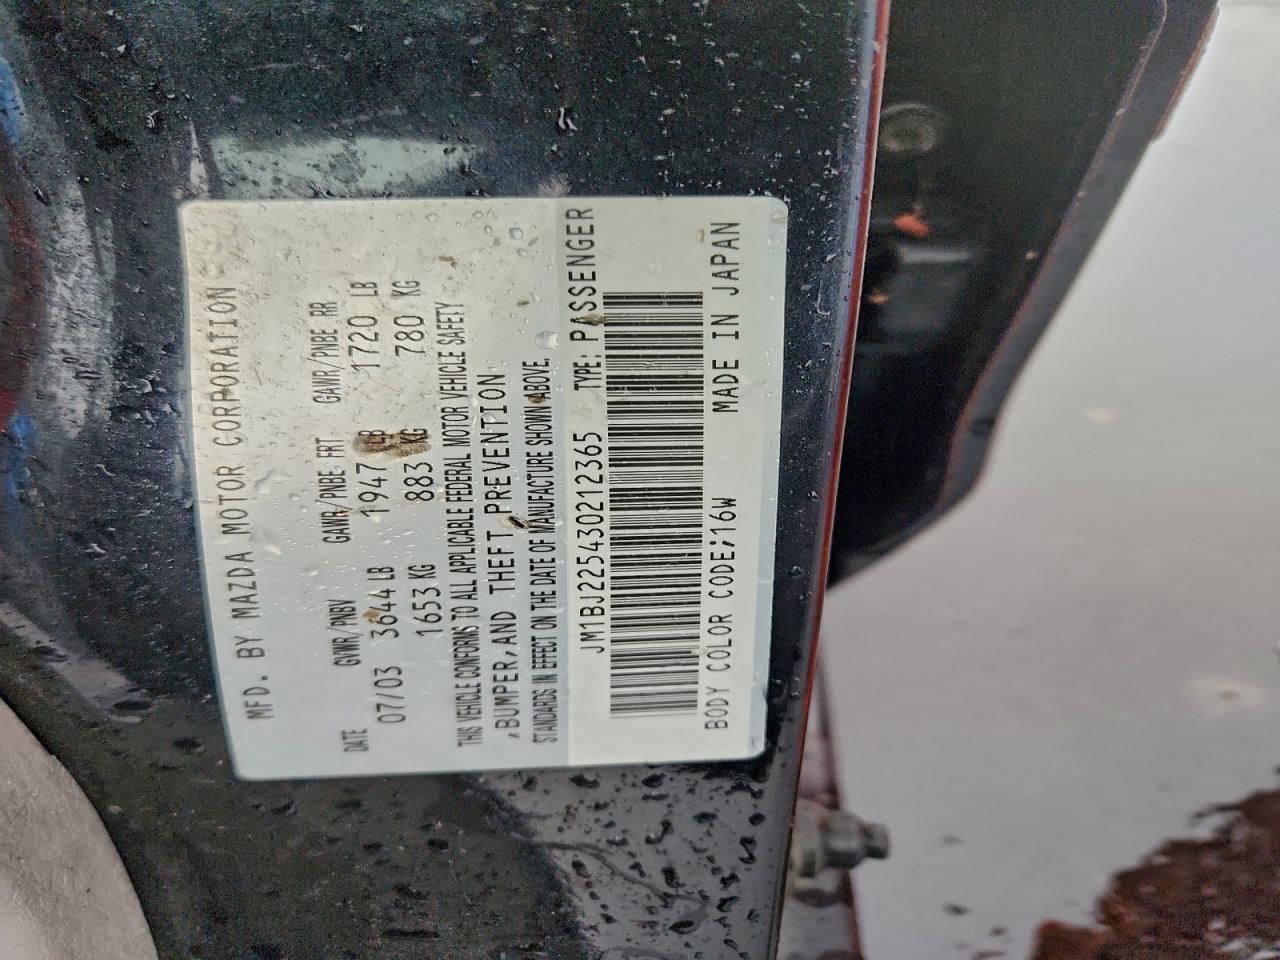 MFD. BY MAZDA MOTOR CORPORATION
DATE GVWR/PNBV GAWR/PNBE FRT GAWR/PNBE RR
07/03 3644 LB 1947 LB 1720 LB
1653 KG 883 KG 780 KG
THIS VEHICLE CONFORMS TO ALL APPLICABLE FEDERAL MOTOR VEHICLE SAFETY
,BUMPER,AND THEFT PREVENTION
STANDARDS IN EFFECT ON THE DATE OF MANUFACTURE SHOWN ABOVE.
JM1BJ225430212365 TYPE: PASSENGER
BODY COLOR CODE;16W MADE IN JAPAN